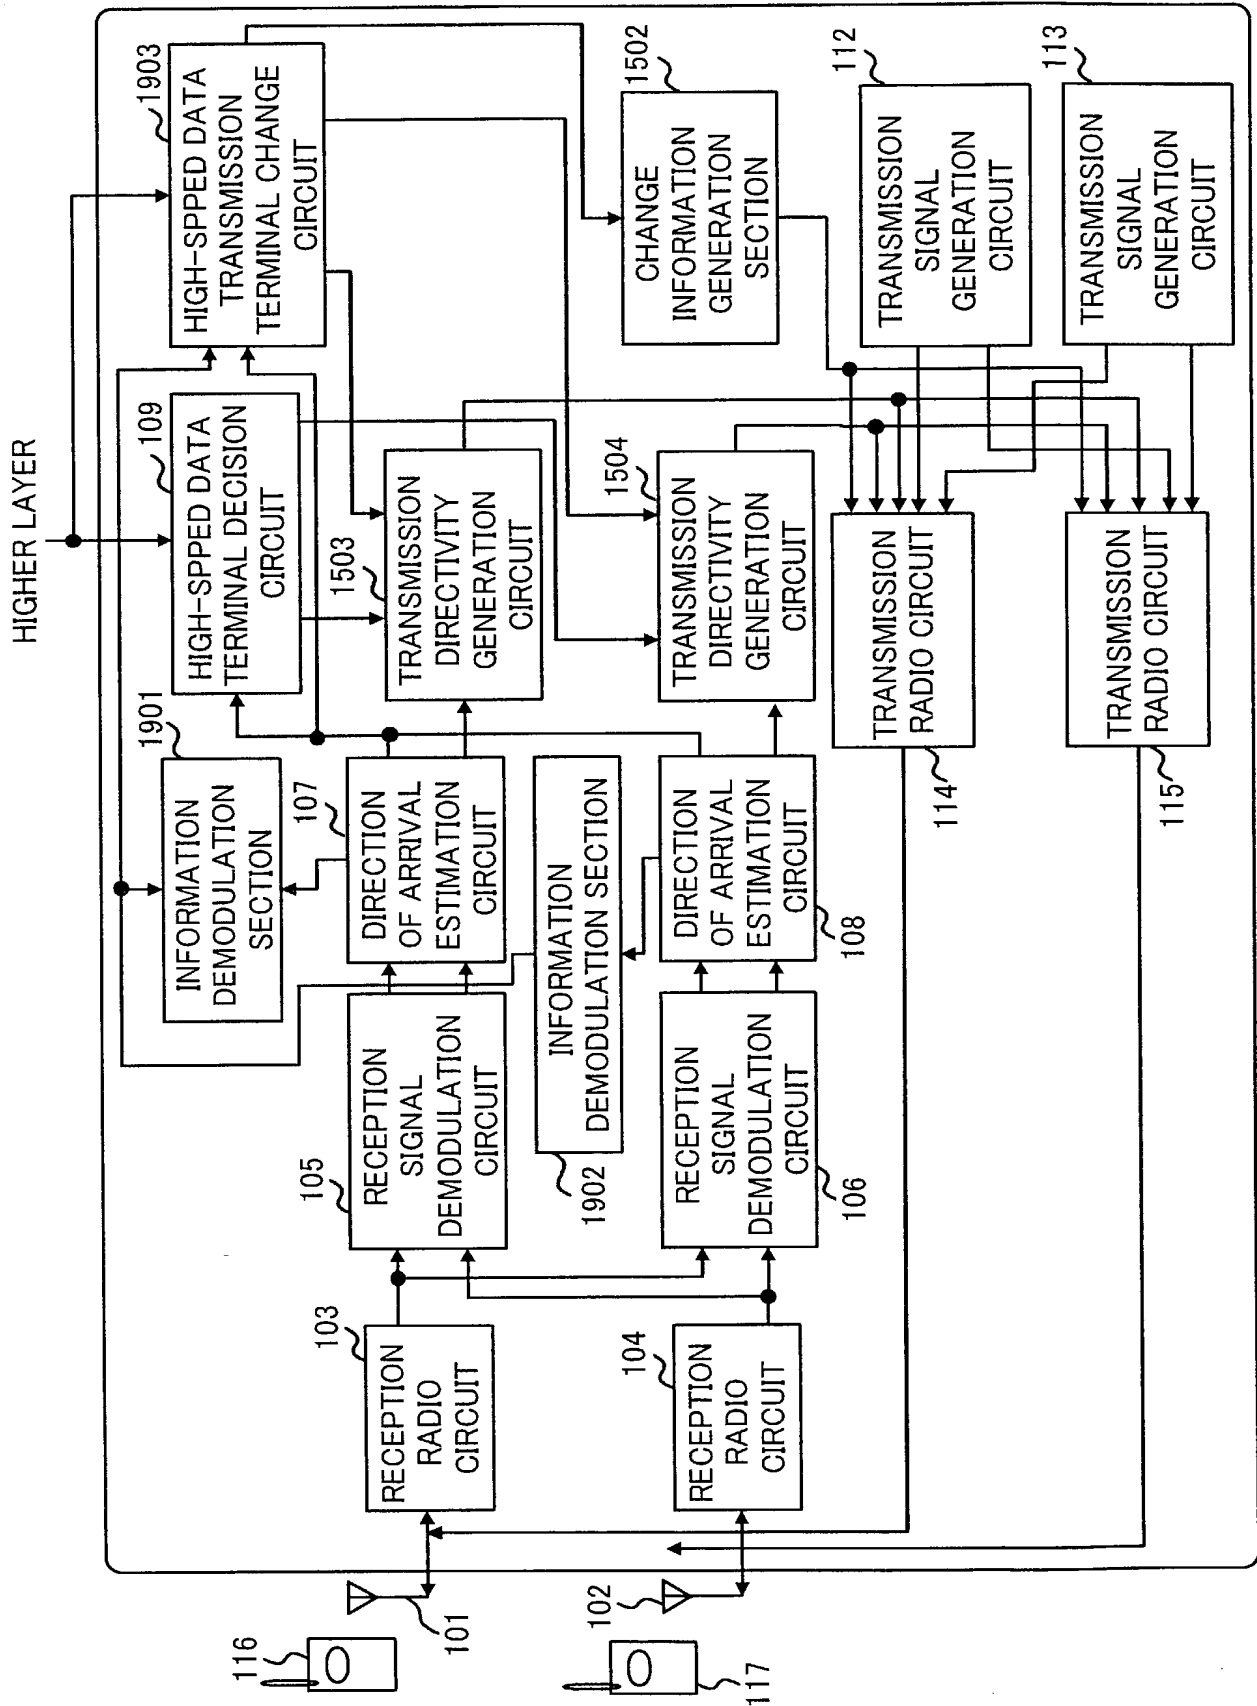 HIGHER LAYER
1903
HIGH-SPPED DATA
TRANSMISSION
TERMINAL CHANGE
CIRCUIT
1502
CHANGE
INFORMATION
GENERATION
SECTION
112
TRANSMISSION
SIGNAL
GENERATION
CIRCUIT
113
TRANSMISSION
SIGNAL
GENERATION
CIRCUIT
109
HIGH-SPPED DATA
TERMINAL DECISION
CIRCUIT
1503
TRANSMISSION
DIRECTIVITY
GENERATION
CIRCUIT
1504
TRANSMISSION
DIRECTIVITY
GENERATION
CIRCUIT
TRANSMISSION
RADIO CIRCUIT
114
TRANSMISSION
RADIO CIRCUIT
115
1901
INFORMATION
DEMODULATION
SECTION
107
DIRECTION
OF ARRIVAL
ESTIMATION
CIRCUIT
INFORMATION
DEMODULATION SECTION
1902
DIRECTION
OF ARRIVAL
ESTIMATION
CIRCUIT
108
105
RECEPTION
SIGNAL
DEMODULATION
CIRCUIT
RECEPTION
SIGNAL
DEMODULATION
CIRCUIT
106
103
RECEPTION
RADIO
CIRCUIT
104
RECEPTION
RADIO
CIRCUIT
101
102
116
117